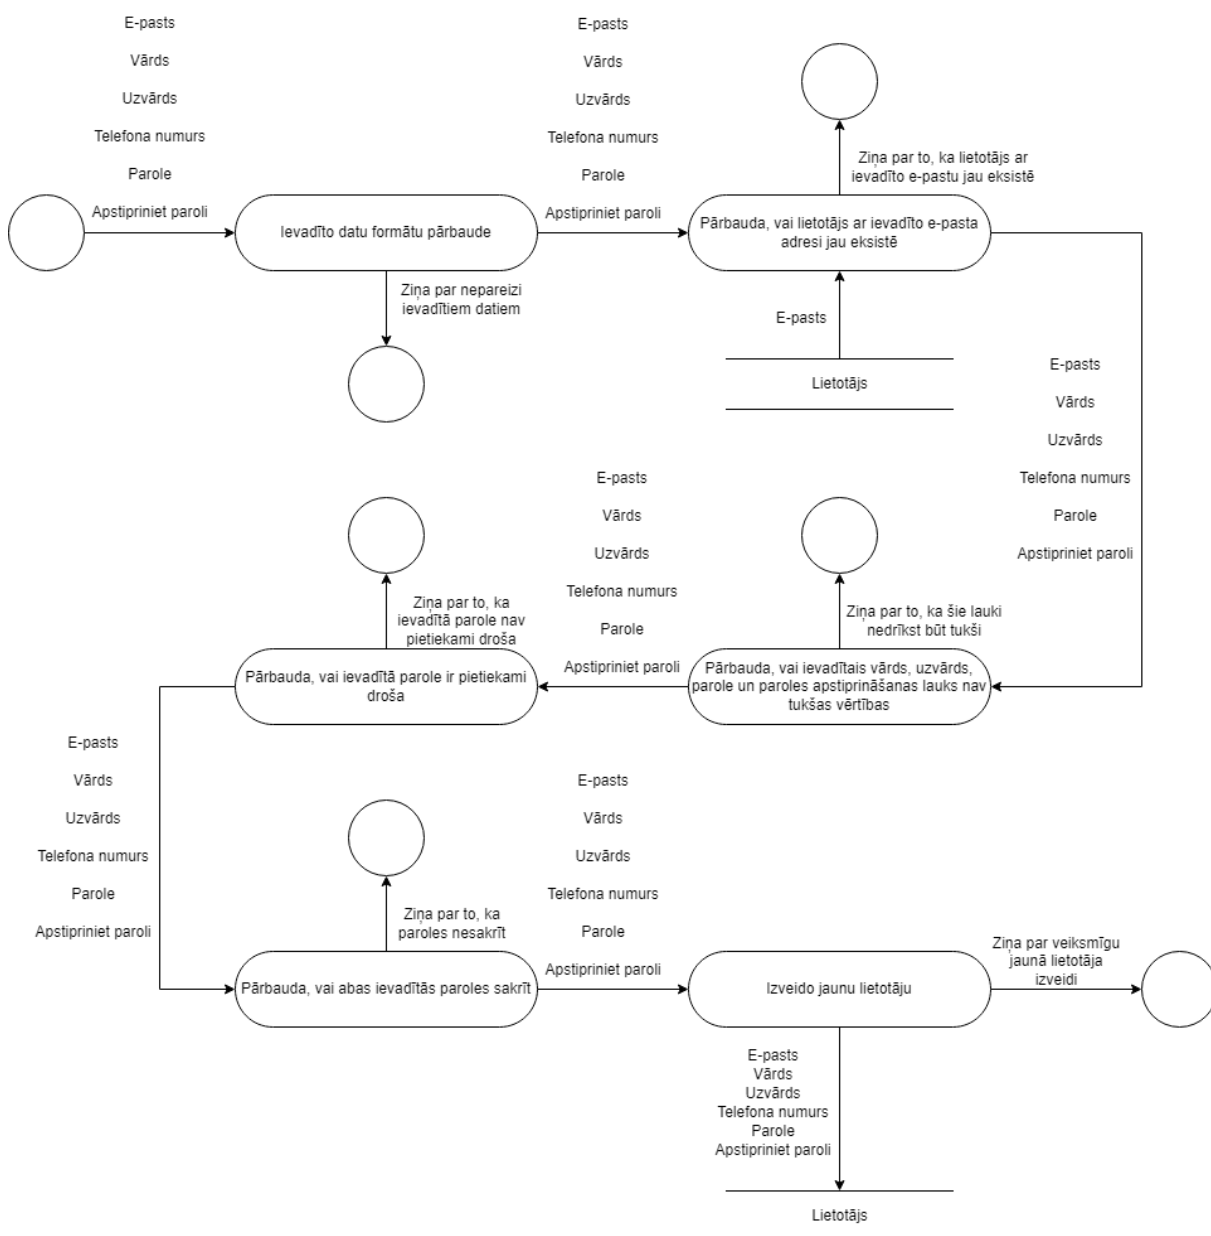 E-pasts
Vārds
Uzvārds
Telefona numurs
Parole
Apstipriniet paroli
Ievadīto datu formātu pārbaude
Ziņa par nepareizi
ievadītiem datiem
E-pasts
Vārds
Uzvārds
Telefona numurs
Parole
Apstipriniet paroli
Ziņa par to, ka lietotājs ar
ievadīto e-pastu jau eksistē
Pārbauda, vai lietotājs ar ievadīto e-pasta
adresi jau eksistē
E-pasts
Lietotājs
E-pasts
Vārds
Uzvārds
Telefona numurs
Parole
Apstipriniet paroli
Ziņa par to, ka šie lauki
nedrīkst būt tukši
Pārbauda, vai ievadītais vārds, uzvārds,
parole un paroles apstiprināšanas lauks nav
tukšas vērtības
E-pasts
Vārds
Uzvārds
Telefona numurs
Parole
Apstipriniet paroli
Ziņa par to, ka
ievadītā parole nav
pietiekami droša
Pārbauda, vai ievadītā parole ir pietiekami
droša
E-pasts
Vārds
Uzvārds
Telefona numurs
Parole
Apstipriniet paroli
Ziņa par to, ka
paroles nesakrīt
Pārbauda, vai abas ievadītās paroles sakrīt
E-pasts
Vārds
Uzvārds
Telefona numurs
Parole
Apstipriniet paroli
Izveido jaunu lietotāju
Ziņa par veiksmīgu
jaunā lietotāja
izveidi
E-pasts
Vārds
Uzvārds
Telefona numurs
Parole
Apstipriniet paroli
Lietotājs